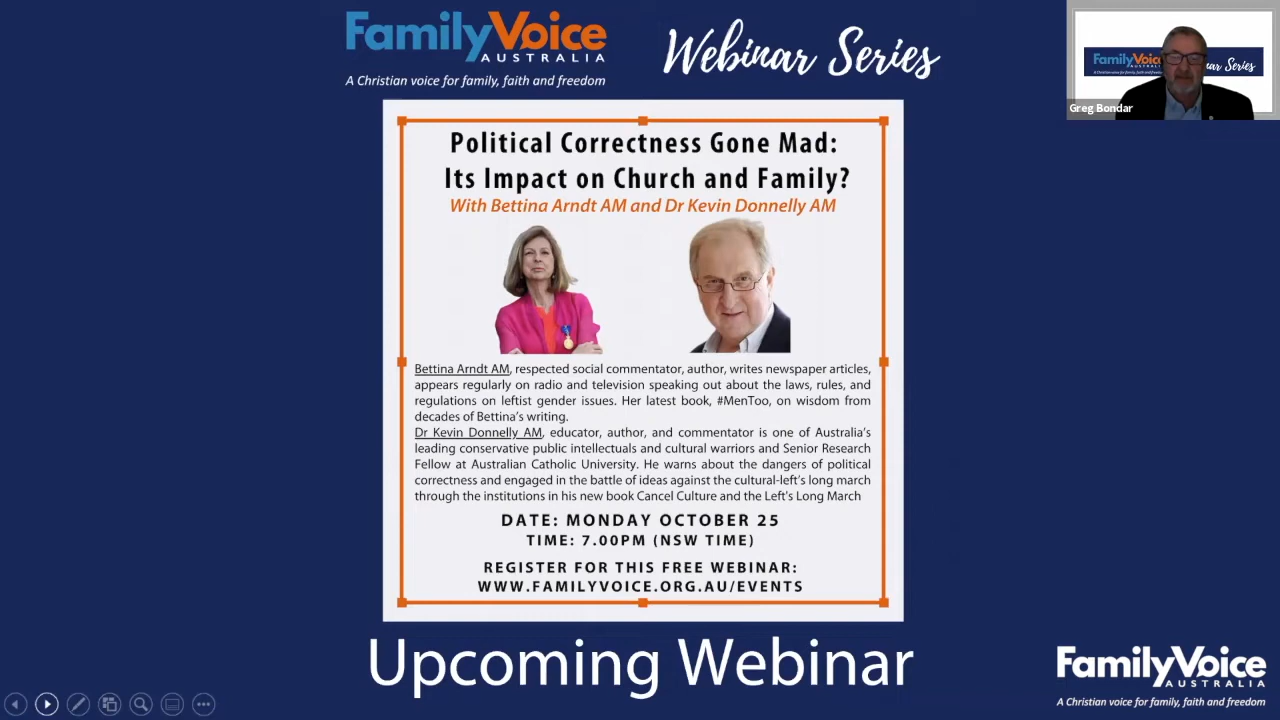 FamilyVoice
AUSTRALIA
A Christian voice for family, faith and freedom
Webinar Series
FamilyVoice
AUSTRALIA
Greg Bondar
Political Correctness Gone Mad:
Its Impact on Church and Family?
With Bettina Arndt AM and Dr Kevin Donnelly AM
Bettina Arndt AM, respected social commentator, author, writes newspaper articles,
appears regularly on radio and television speaking out about the laws, rules, and
regulations on leftist gender issues. Her latest book, #MenToo, on wisdom from
decades of Bettina's writing.
Dr Kevin Donnelly AM, educator, author, and commentator is one of Australia's
leading conservative public intellectuals and cultural warriors and Senior Research
Fellow at Australian Catholic University. He warns about the dangers of political
correctness and engaged in the battle of ideas against the cultural-left's long march
through the institutions in his new book Cancel Culture and the Left's Long March
DATE: MONDAY OCTOBER 25
TIME: 7.00PM (NSW TIME)
REGISTER FOR THIS FREE WEBINAR:
WWW.FAMILYVOICE.ORG.AU/EVENTS
Upcoming Webinar
FamilyVoice
AUSTRALIA
A Christian voice for family, faith and freedom